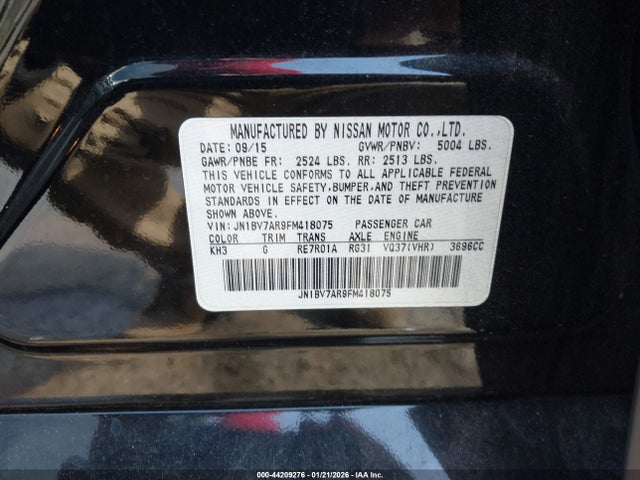 MANUFACTURED BY NISSAN MOTOR CO.,LTD.
DATE: 09/15 GVWR/PNBV: 5004 LBS.
GAWR/PNBE FR: 2524 LBS. RR: 2513 LBS.
THIS VEHICLE CONFORMS TO ALL APPLICABLE FEDERAL
MOTOR VEHICLE SAFETY, BUMPER, AND THEFT PREVENTION
STANDARDS IN EFFECT ON THE DATE OF MANUFACTURE
SHOWN ABOVE.
VIN: JN1BV7AR9FM418075 PASSENGER CAR
COLOR TRIM TRANS AXLE ENGINE
KH3 G RE7R01A RG31 VQ37(VHR) 3696CC
JN1BV7AR9FM418075
000-44209276 - 01/21/2026 - IAA Inc.